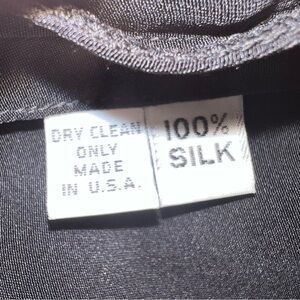 DRY CLEAN
ONLY
MADE
IN U.S.A.
100%
SILK